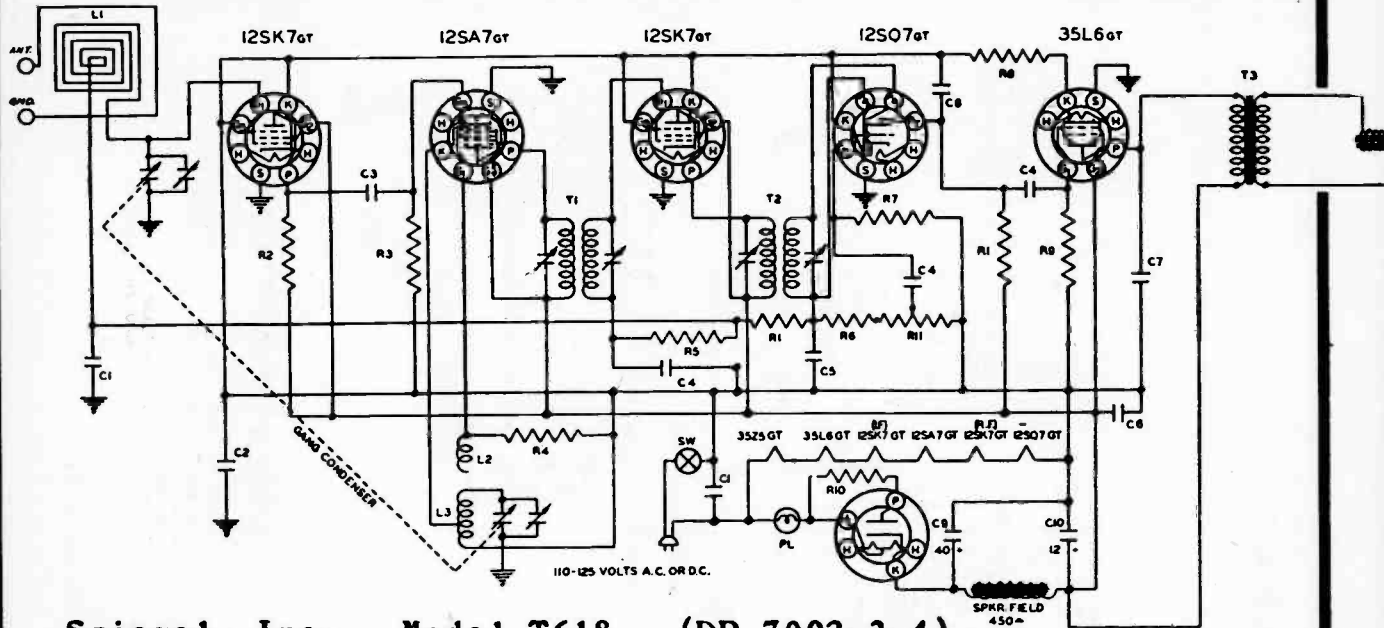 L1
ANT.
GND.
12SK7GT
12SA7GT
12SK7GT
12SQ7GT
35L6GT
R8
T3
C8
K
H
H
H
H
S
P
S
H
H
P
K
H
H
S
P
K
H
H
S
K
S
H
H
P
C3
C4
R7
T1
T2
R2
R3
R1
R9
C7
C4
R5
R1
R6
R11
C1
C4
C5
C6
GANG CONDENSER
C2
L2
R4
L3
SW
C1
35Z5GT
35L6GT
(I.F.)
12SK7GT
12SA7GT
(R.F.)
12SK7GT
12SQ7GT
R10
PL
P
H
H
K
C9
40
+
C10
12
+
110-125 VOLTS A.C. OR D.C.
SPKR. FIELD
450
Spiegel, Inc. Model T618 (DD-7002-3-4)